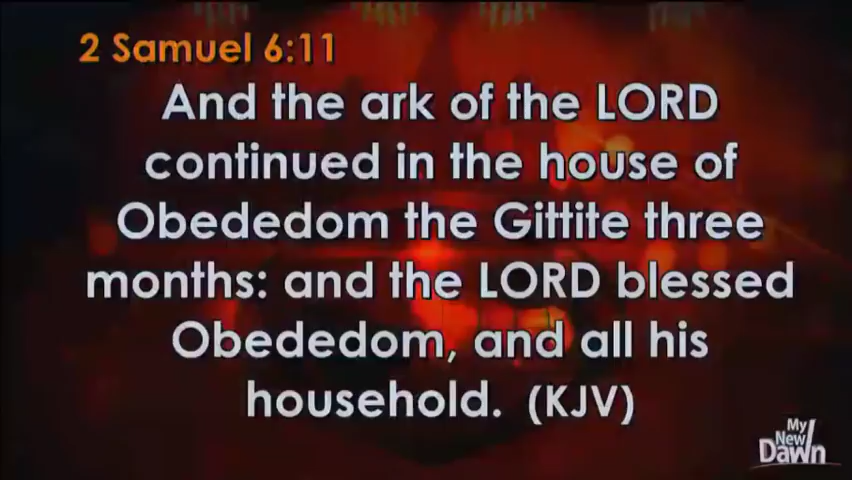 2 Samuel 6:11
And the ark of the LORD
continued in the house of
Obededom the Gittite three
months: and the LORD blessed
Obededom, and all his
household. (KJV)
My
New
Dawn